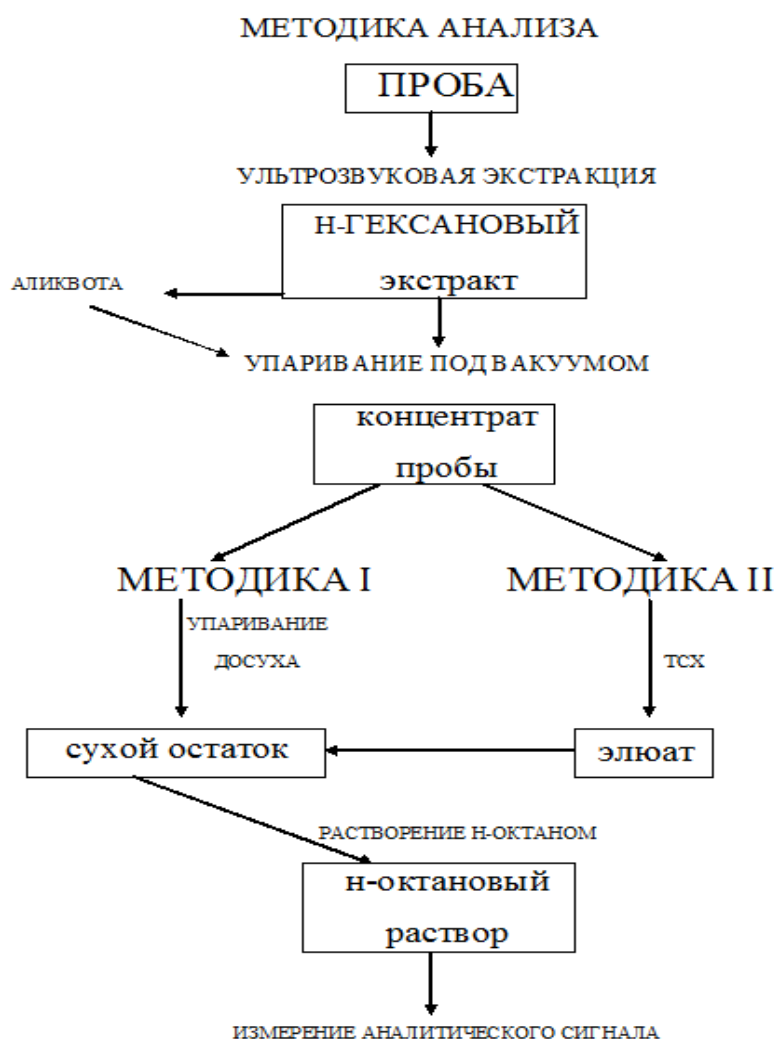 МЕТОДИКА АНАЛИЗА
ПРОБА
УЛЬТРОЗВУКОВАЯ ЭКСТРАКЦИЯ
Н-ГЕКСАНОВЫЙ
экстракт
АЛИКВОТА
УПАРИВАНИЕ ПОД ВАКУУМОМ
концентрат
пробы
МЕТОДИКА I
МЕТОДИКА II
УПАРИВАНИЕ
ДОСУХА
ТСХ
сухой остаток
элюат
РАСТВОРЕНИЕ Н-ОКТАНОМ
н-октановый
раствор
ИЗМЕРЕНИЕ АНАЛИТИЧЕСКОГО СИГНАЛА